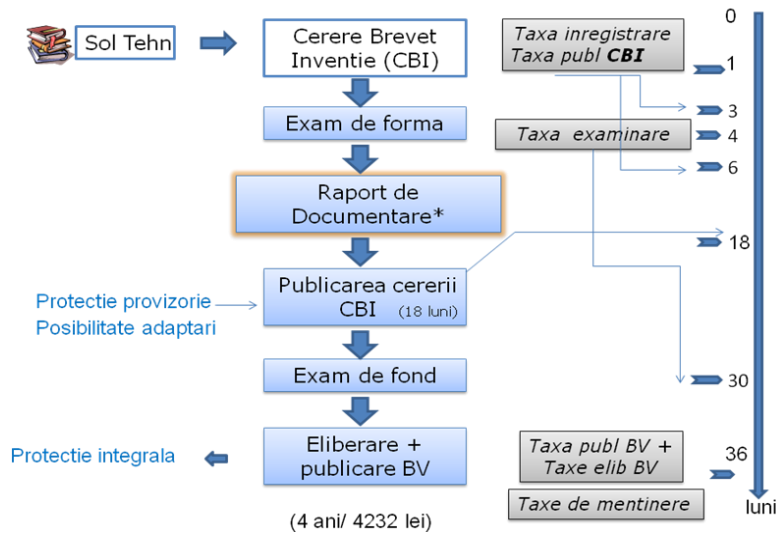 Sol Tehn
Cerere Brevet
Inventie (CBI)
Exam de forma
Raport de
Documentare*
Publicarea cererii
CBI (18 luni)
Exam de fond
Eliberare +
publicare BV
(4 ani/ 4232 lei)
Protectie provizorie
Posibilitate adaptari
Protectie integrala
Taxa inregistrare
Taxa publ CBI
Taxa examinare
Taxa publ BV +
Taxe elib BV
Taxe de mentinere
0
1
3
4
6
18
30
36
luni